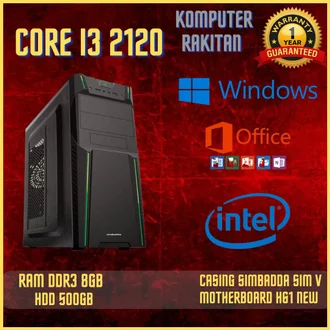 CORE I3 2120
KOMPUTER
RAKITAN
WARRANTY
1
YEAR
GUARANTEED
Windows
Office
intel
RAM DDR3 8GB
HDD 500GB
CASING SIMBADDA SIM V
MOTHERBOARD H61 NEW